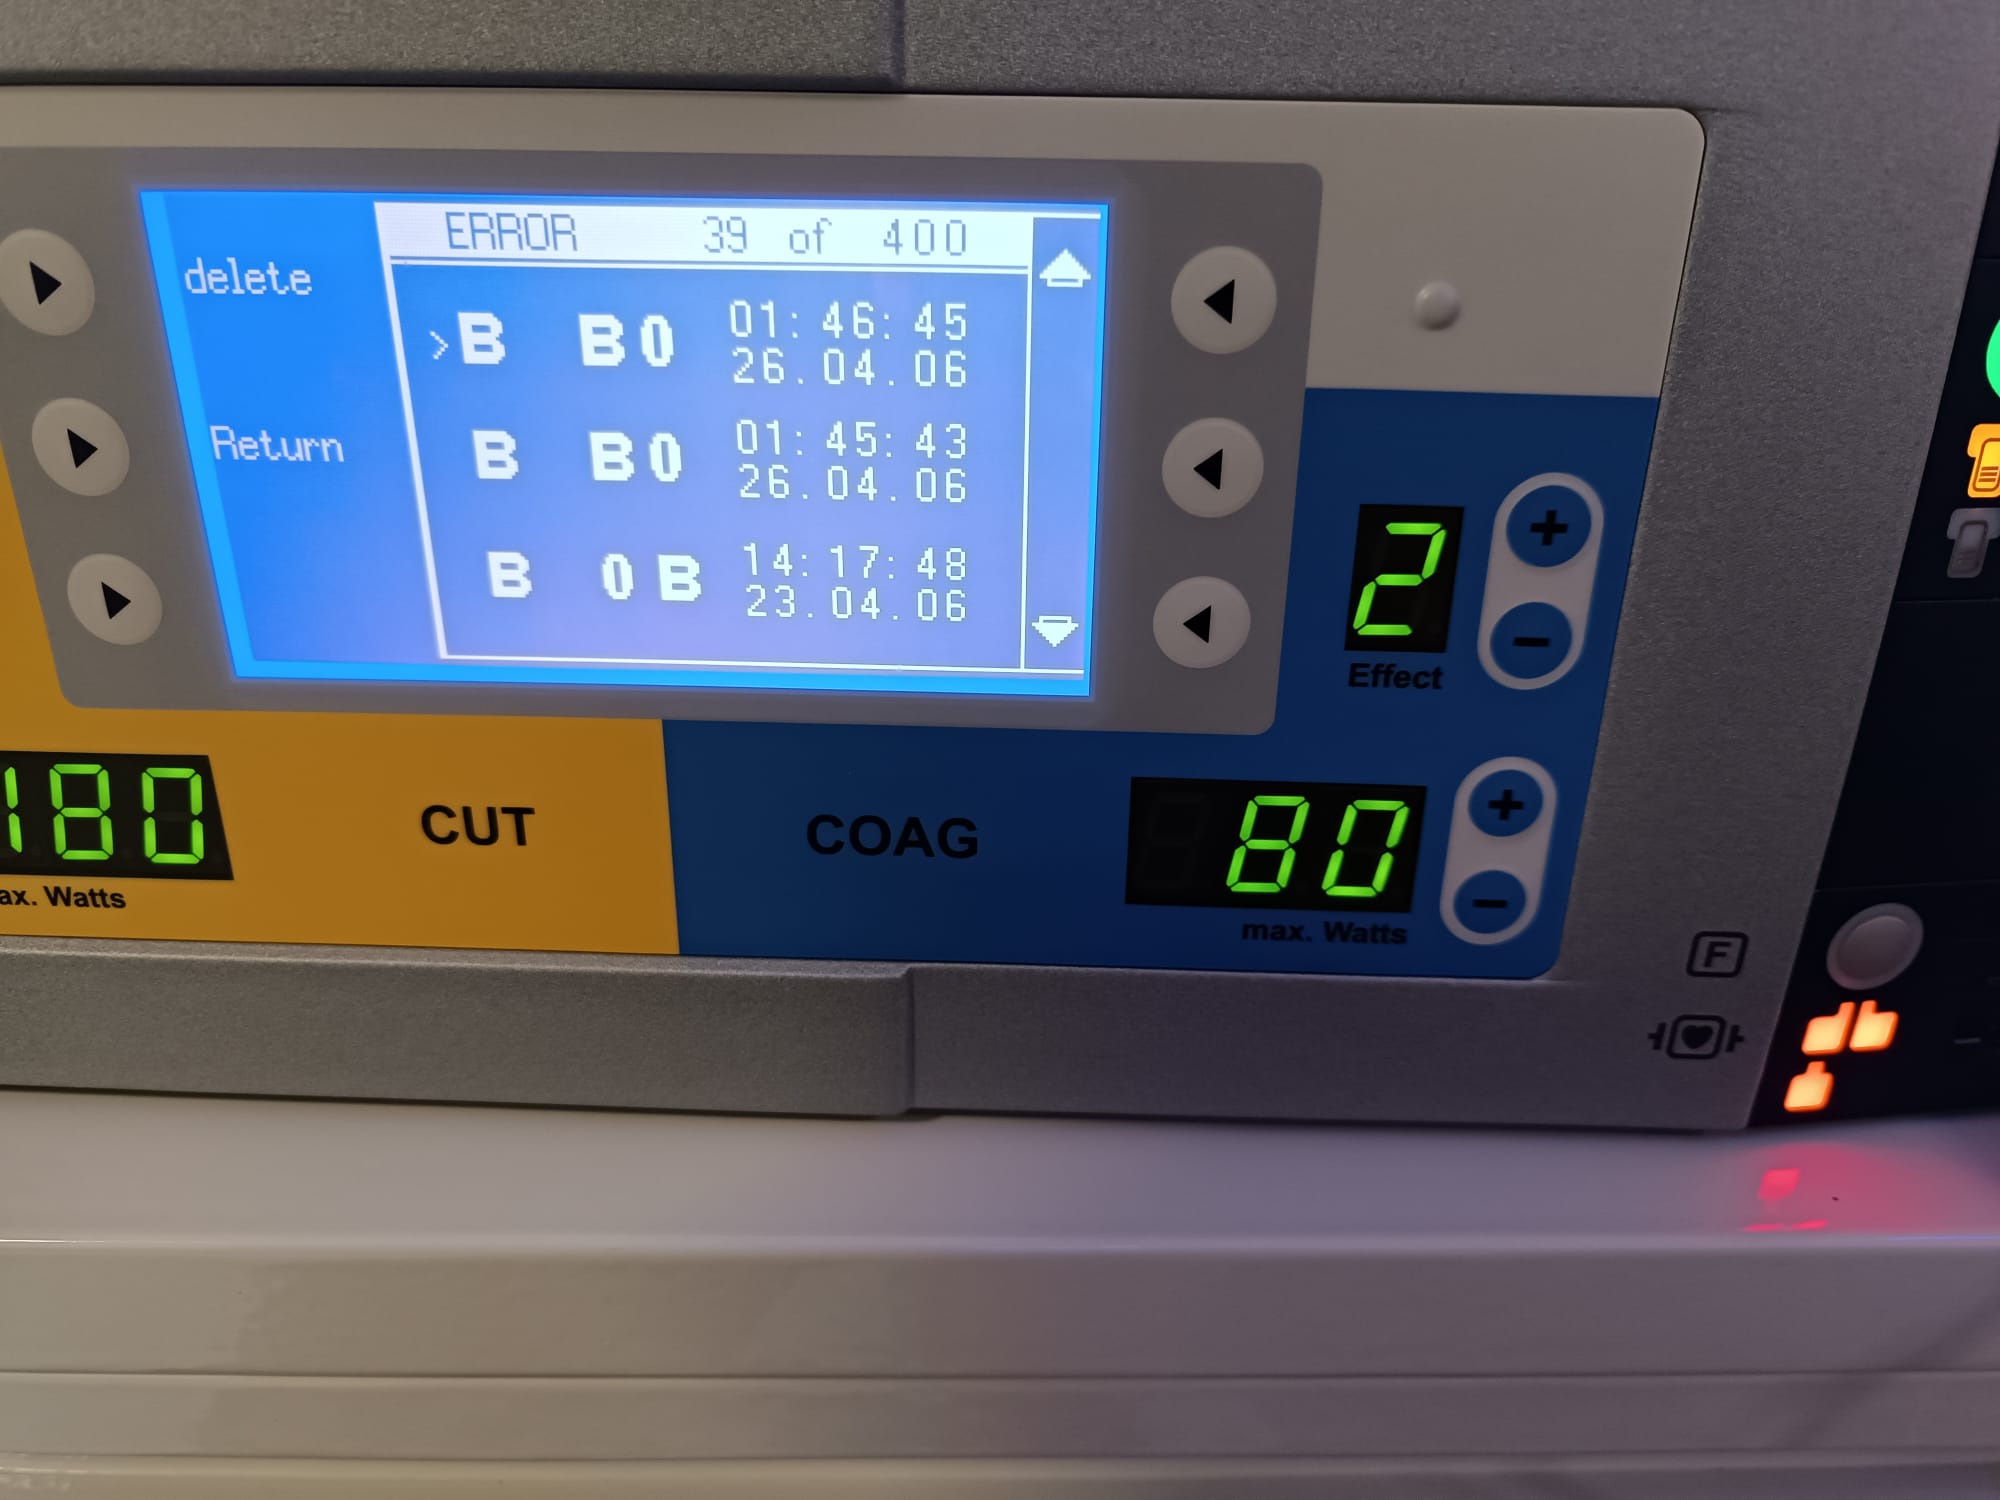 ERROR 39 of 400
delete
>B B0 01:46:45
26.04.06
Return
B B0 01:45:43
26.04.06
B 0B 14:17:48
23.04.06
2
Effect
180
CUT
COAG
80
ax. Watts
max. Watts
F